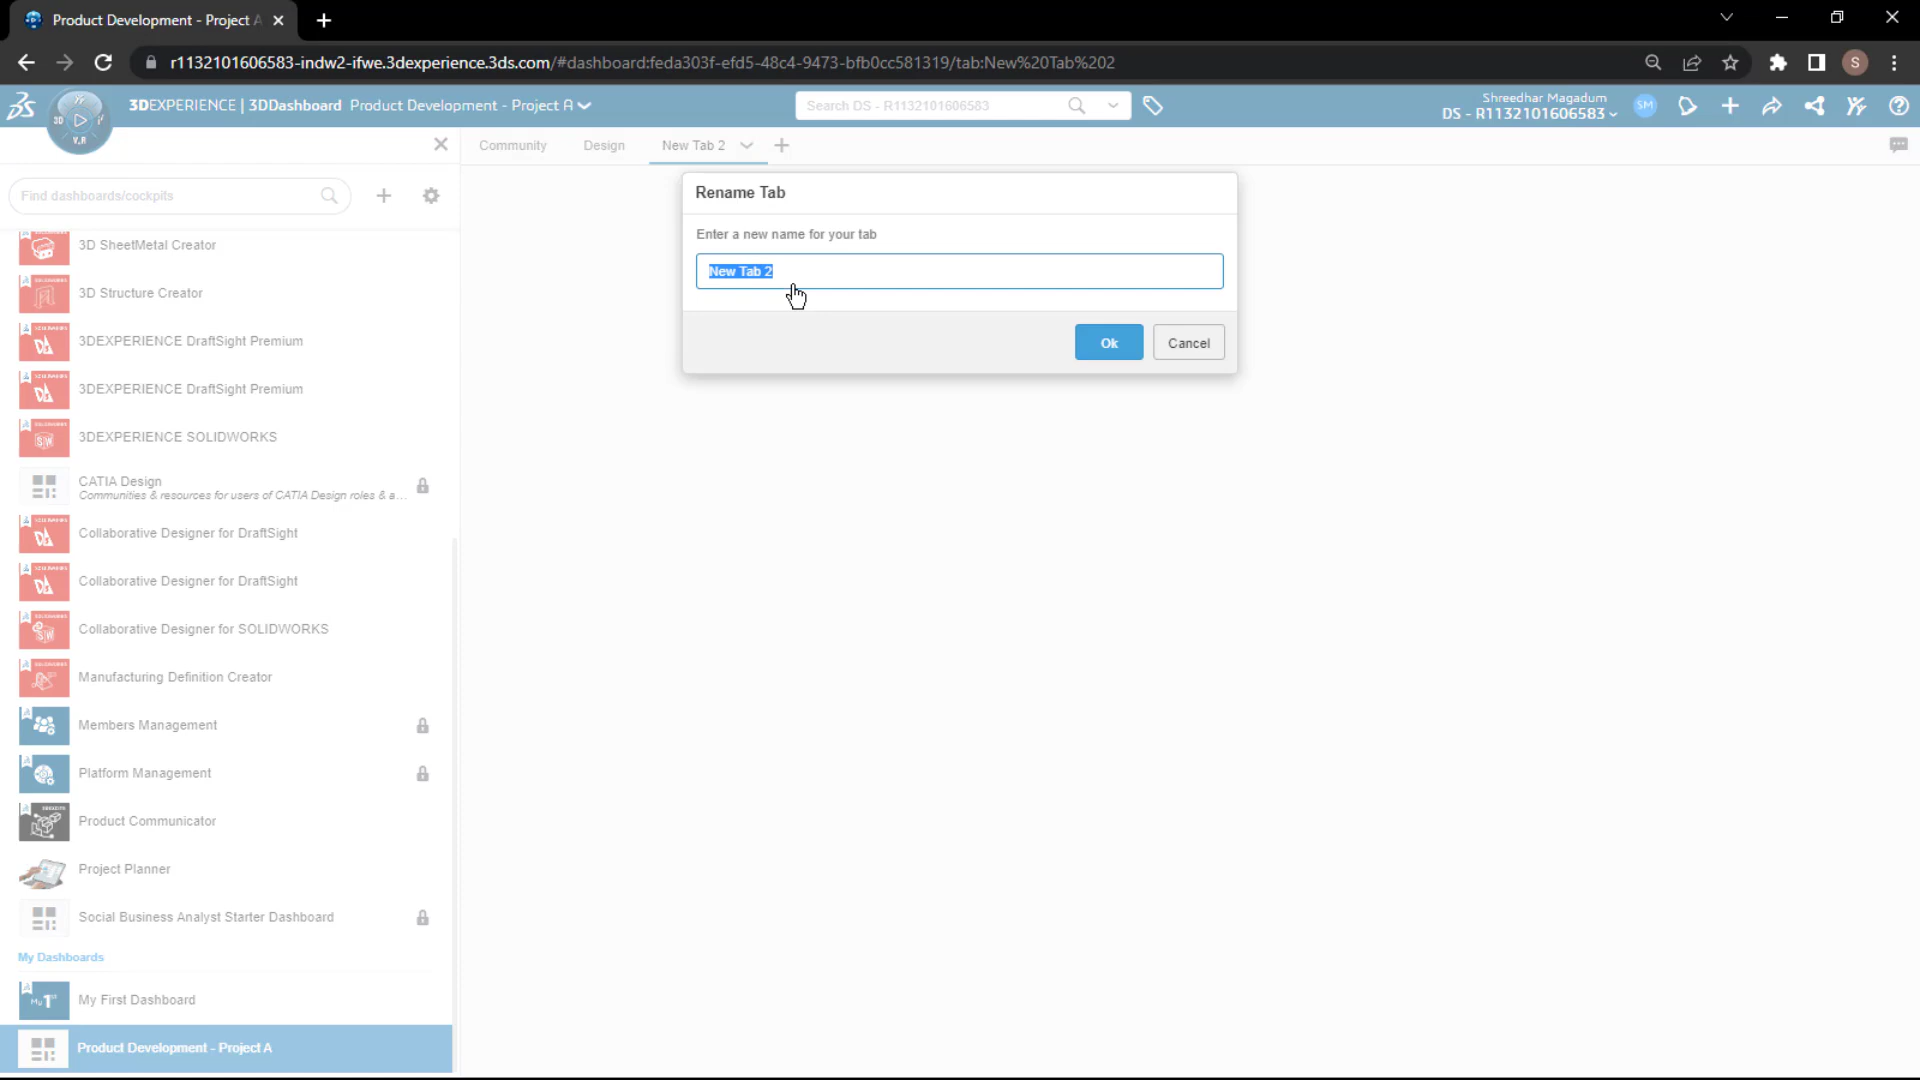 Product Development - Project A
r1132101606583-indw2-ifwe.3dexperience.3ds.com/#dashboard:feda303f-efd5-48c4-9473-bfb0cc581319/tab:New%20Tab%202
S
3DEXPERIENCE | 3DDashboard Product Development - Project A
Search DS - R1132101606583
Shreedhar Magadum
DS - R1132101606583
SM
3D
V.R
Community
Design
New Tab 2
Find dashboards/cockpits
Rename Tab
Enter a new name for your tab
New Tab 2
Ok
Cancel
3D SheetMetal Creator
3D Structure Creator
3DEXPERIENCE DraftSight Premium
3DEXPERIENCE DraftSight Premium
3DEXPERIENCE SOLIDWORKS
CATIA Design
Communities & resources for users of CATIA Design roles & a...
Collaborative Designer for DraftSight
Collaborative Designer for DraftSight
Collaborative Designer for SOLIDWORKS
Manufacturing Definition Creator
Members Management
Platform Management
Product Communicator
Project Planner
Social Business Analyst Starter Dashboard
My Dashboards
My 1st
My First Dashboard
Product Development - Project A